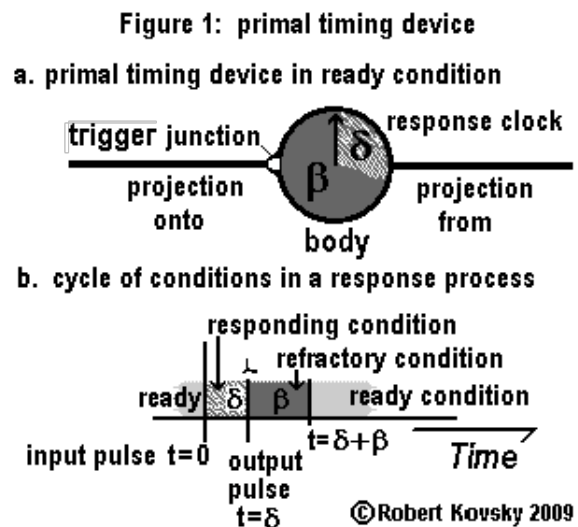 Figure 1: primal timing device
a. primal timing device in ready condition
trigger junction
response clock
δ
β
projection onto
projection from
body
b. cycle of conditions in a response process
responding condition
refractory condition
ready
δ
β
ready condition
input pulse t=0
output pulse t=δ
t=δ+β
Time
©Robert Kovsky 2009